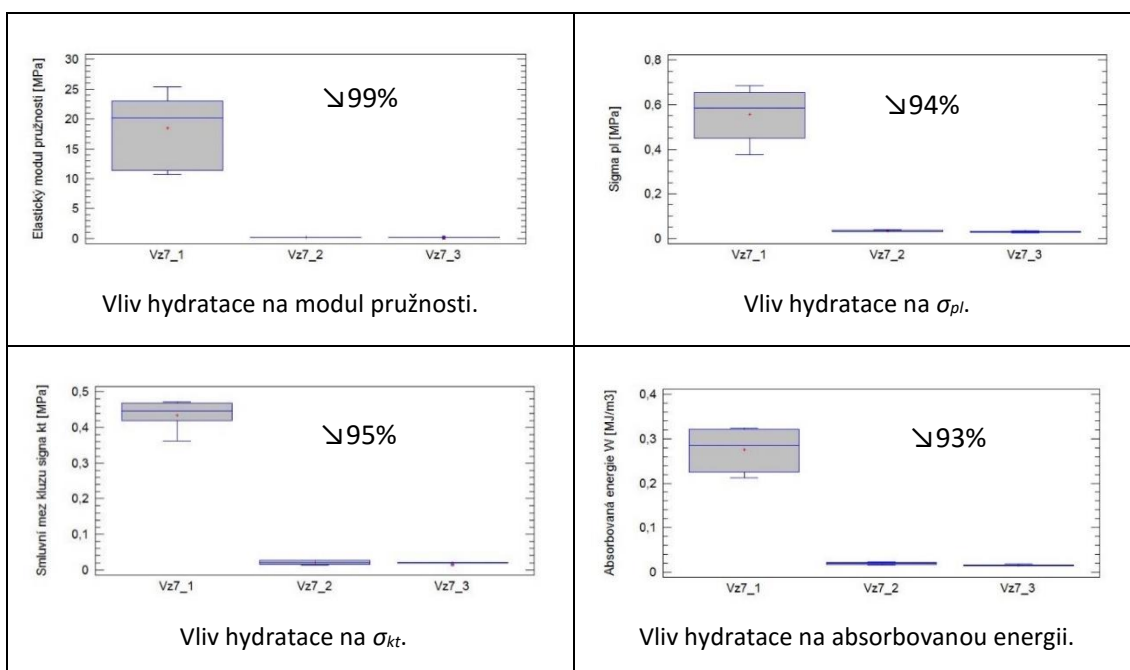 Elastický modul pružnosti [MPa]
30
25
20
15
10
5
0
↘99%
Vz7_1 Vz7_2 Vz7_3
Vliv hydratace na modul pružnosti.
Sigma pl [MPa]
0,8
0,6
0,4
0,2
0
↘94%
Vz7_1 Vz7_2 Vz7_3
Vliv hydratace na σpl.
Smluvní mez kluzu signa kt [MPa]
0,5
0,4
0,3
0,2
0,1
0
↘95%
Vz7_1 Vz7_2 Vz7_3
Vliv hydratace na σkt.
Absorbovaná energie W [MJ/m3]
0,4
0,3
0,2
0,1
0
↘93%
Vz7_1 Vz7_2 Vz7_3
Vliv hydratace na absorbovanou energii.